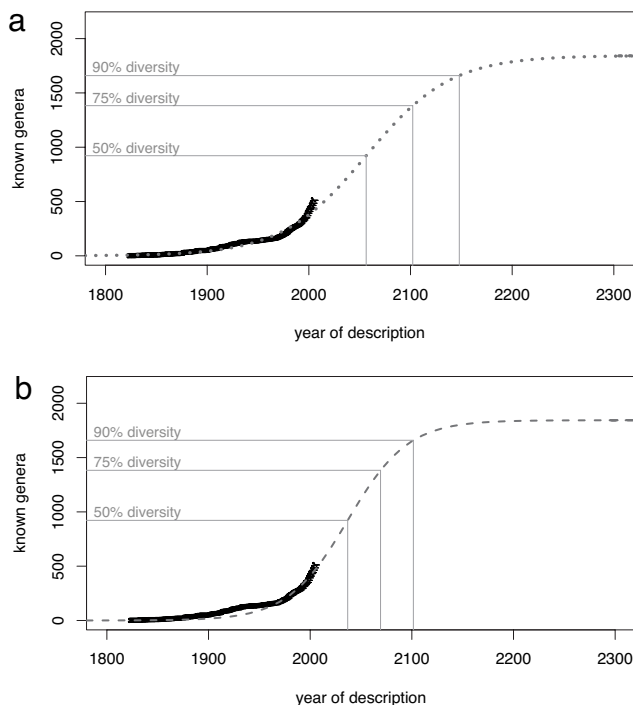 a
2000
1500
1000
500
0
known genera
90% diversity
75% diversity
50% diversity
1800 1900 2000 2100 2200 2300
year of description
b
2000
1500
1000
500
0
known genera
90% diversity
75% diversity
50% diversity
1800 1900 2000 2100 2200 2300
year of description